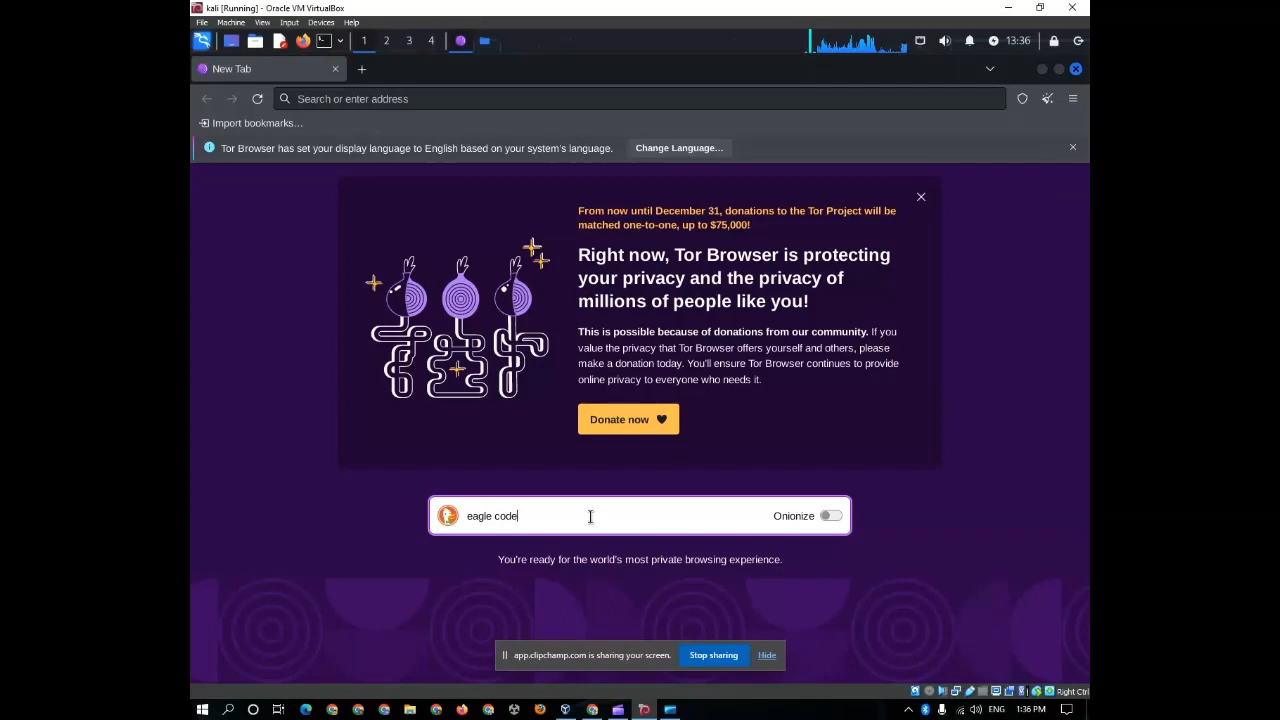 kali [Running] - Oracle VM VirtualBox
File Machine View Input Devices Help
1 2 3 4
13:36
New Tab
Search or enter address
Import bookmarks...
Tor Browser has set your display language to English based on your system's language.
Change Language...
From now until December 31, donations to the Tor Project will be
matched one-to-one, up to $75,000!
Right now, Tor Browser is protecting
your privacy and the privacy of
millions of people like you!
This is possible because of donations from our community. If you
value the privacy that Tor Browser offers yourself and others, please
make a donation today. You'll ensure Tor Browser continues to provide
online privacy to everyone who needs it.
Donate now
eagle code
Onionize
You're ready for the world's most private browsing experience.
app.clipchamp.com is sharing your screen.
Stop sharing
Hide
Right Ctrl
ENG
1:36 PM